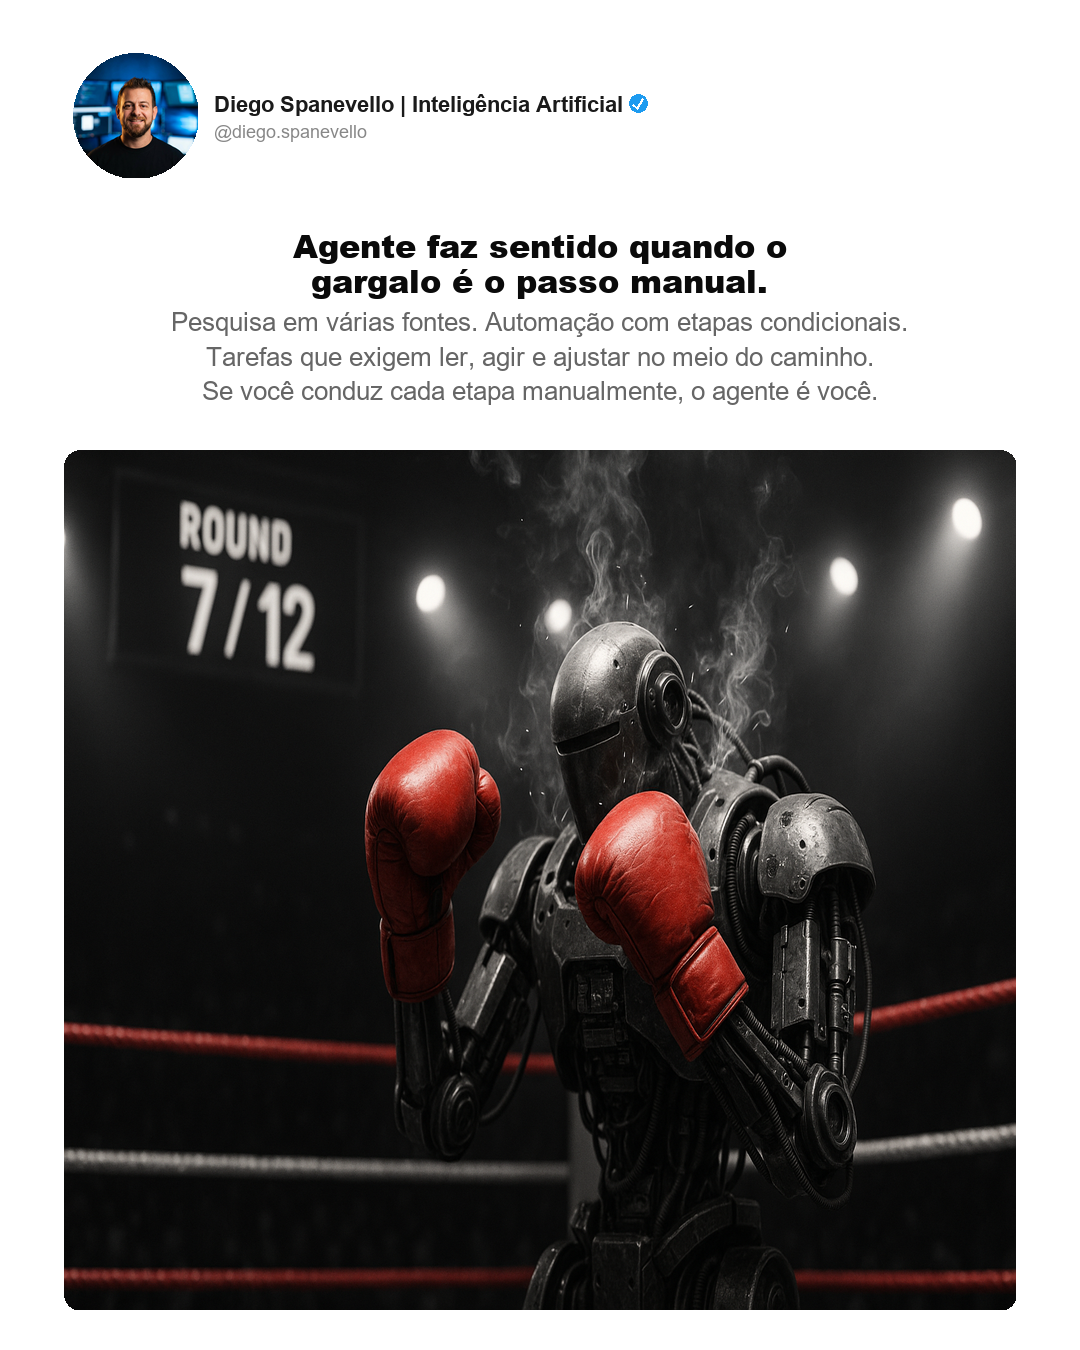 Diego Spanevello | Inteligência Artificial
@diego.spanevello
Agente faz sentido quando o
gargalo é o passo manual.
Pesquisa em várias fontes. Automação com etapas condicionais.
Tarefas que exigem ler, agir e ajustar no meio do caminho.
Se você conduz cada etapa manualmente, o agente é você.
ROUND
7/12